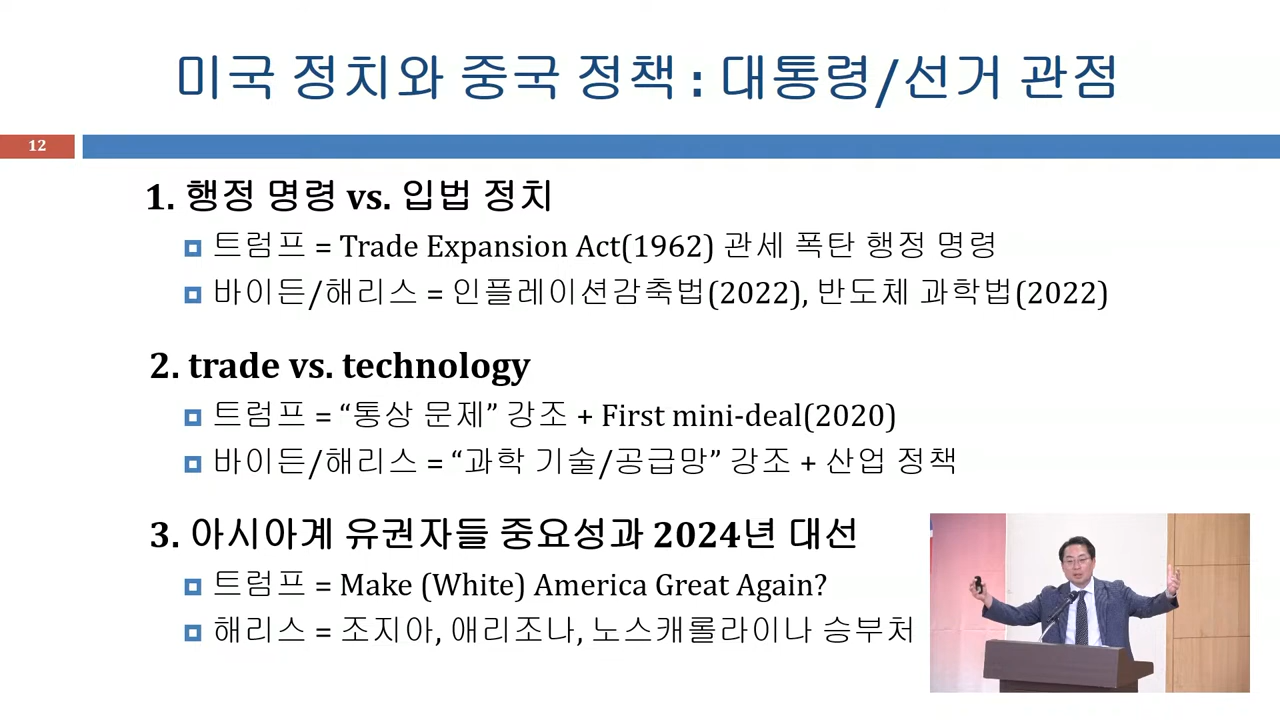 미국 정치와 중국 정책 : 대통령/선거 관점
12
1. 행정 명령 vs. 입법 정치
트럼프 = Trade Expansion Act(1962) 관세 폭탄 행정 명령
바이든/해리스 = 인플레이션감축법(2022), 반도체 과학법(2022)
2. trade vs. technology
트럼프 = “통상 문제” 강조 + First mini-deal(2020)
바이든/해리스 = “과학 기술/공급망” 강조 + 산업 정책
3. 아시아계 유권자들 중요성과 2024년 대선
트럼프 = Make (White) America Great Again?
해리스 = 조지아, 애리조나, 노스캐롤라이나 승부처